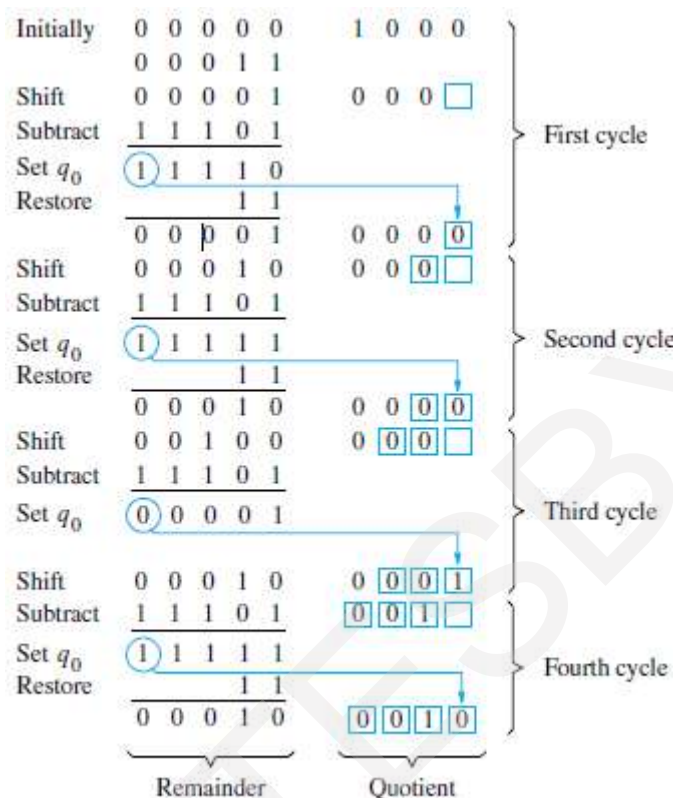 Initially 0 0 0 0 0 1 0 0 0
0 0 0 1 1
Shift 0 0 0 0 1 0 0 0
Subtract 1 1 1 0 1
First cycle
Set q0 1 1 1 1 0
Restore 1 1
0 0 0 0 1 0 0 0 0
Shift 0 0 0 1 0 0 0 0
Subtract 1 1 1 0 1
Set q0 1 1 1 1 1 Second cycle
Restore 1 1
0 0 0 1 0 0 0 0 0
Shift 0 0 1 0 0 0 0 0
Subtract 1 1 1 0 1
Set q0 0 0 0 0 1 Third cycle
Shift 0 0 0 1 0 0 0 0 1
Subtract 1 1 1 0 1 0 0 1
Set q0 1 1 1 1 1
Fourth cycle
Restore 1 1
0 0 0 1 0 0 0 1 0
Remainder Quotient